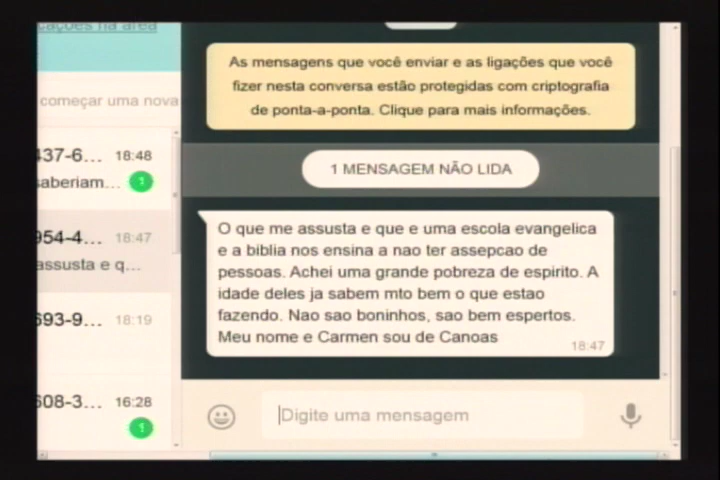 cações na área
começar uma nova
437-6... 18:48
saberiam... 1
954-4... 18:47
assusta e q...
693-9... 18:19
608-3... 16:28
1
As mensagens que você enviar e as ligações que você
fizer nesta conversa estão protegidas com criptografia
de ponta-a-ponta. Clique para mais informações.
1 MENSAGEM NÃO LIDA
O que me assusta e que e uma escola evangelica
e a biblia nos ensina a nao ter assepcao de
pessoas. Achei uma grande pobreza de espirito. A
idade deles ja sabem mto bem o que estao
fazendo. Nao sao boninhos, sao bem espertos.
Meu nome e Carmen sou de Canoas
18:47
Digite uma mensagem